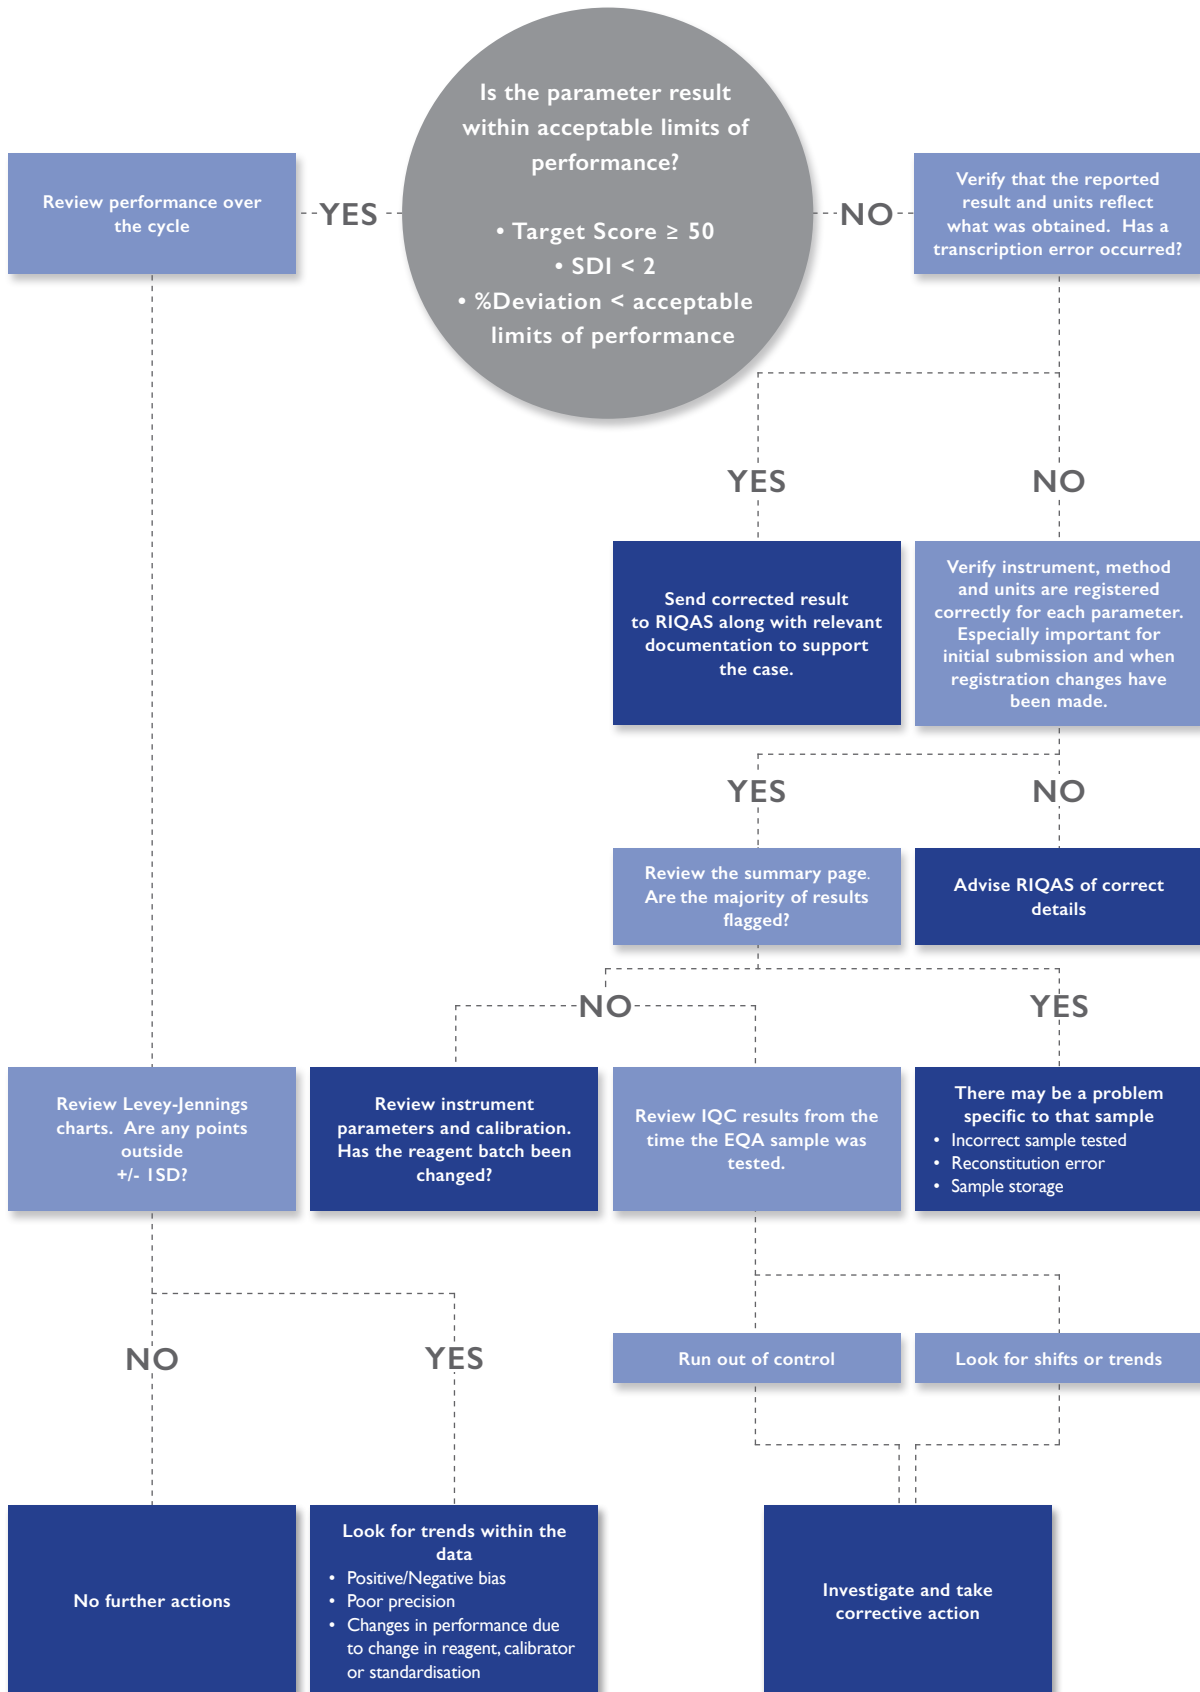 Is the parameter result
within acceptable limits of
performance?
• Target Score ≥ 50
• SDI < 2
• %Deviation < acceptable
limits of performance
Review performance over
the cycle
YES
NO
Verify that the reported
result and units reflect
what was obtained. Has a
transcription error occurred?
YES
NO
Send corrected result
to RIQAS along with relevant
documentation to support
the case.
Verify instrument, method
and units are registered
correctly for each parameter.
Especially important for
initial submission and when
registration changes have
been made.
YES
NO
Review the summary page.
Are the majority of results
flagged?
Advise RIQAS of correct
details
NO
YES
Review Levey-Jennings
charts. Are any points
outside
+/- 1SD?
Review instrument
parameters and calibration.
Has the reagent batch been
changed?
Review IQC results from the
time the EQA sample was
tested.
There may be a problem
specific to that sample
• Incorrect sample tested
• Reconstitution error
• Sample storage
NO
YES
Run out of control
Look for shifts or trends
No further actions
Look for trends within the
data
• Positive/Negative bias
• Poor precision
• Changes in performance due
to change in reagent, calibrator
or standardisation
Investigate and take
corrective action